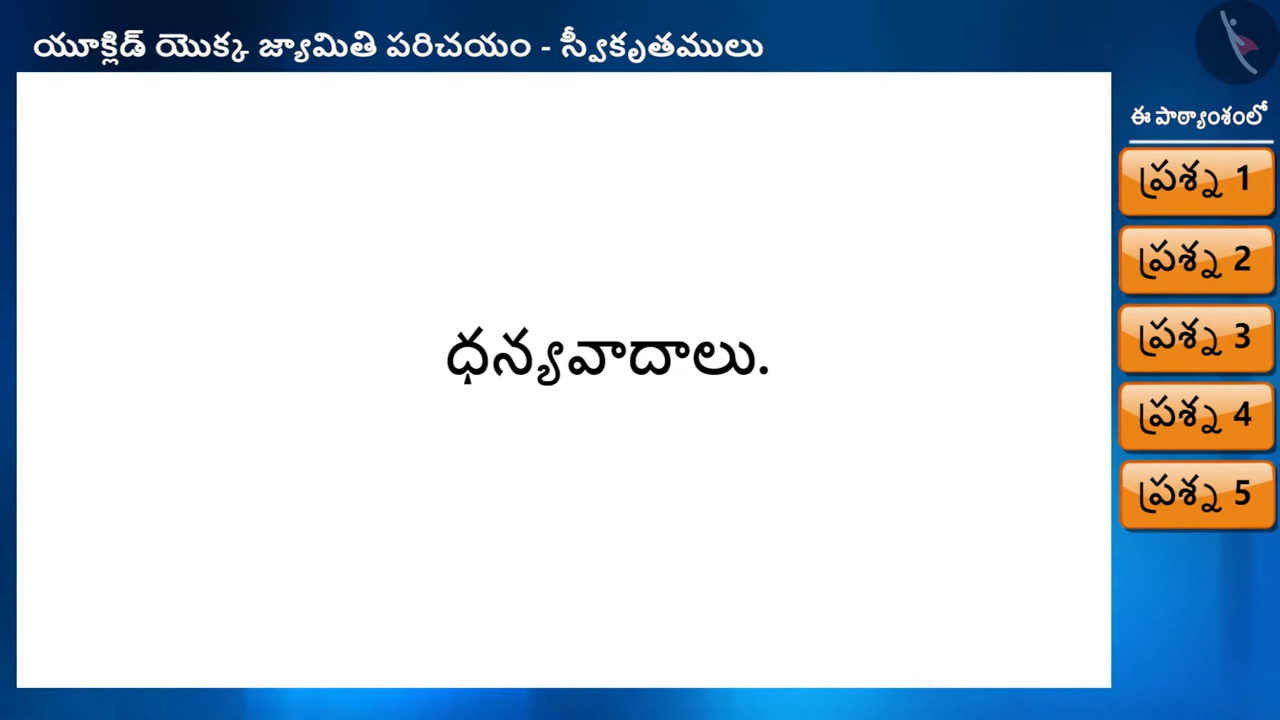 యూక్లిడ్ యొక్క జ్యామితి పరిచయం - స్వీకృతములు
ధన్యవాదాలు.
ఈ పాఠ్యాంశంలో
ప్రశ్న 1
ప్రశ్న 2
ప్రశ్న 3
ప్రశ్న 4
ప్రశ్న 5